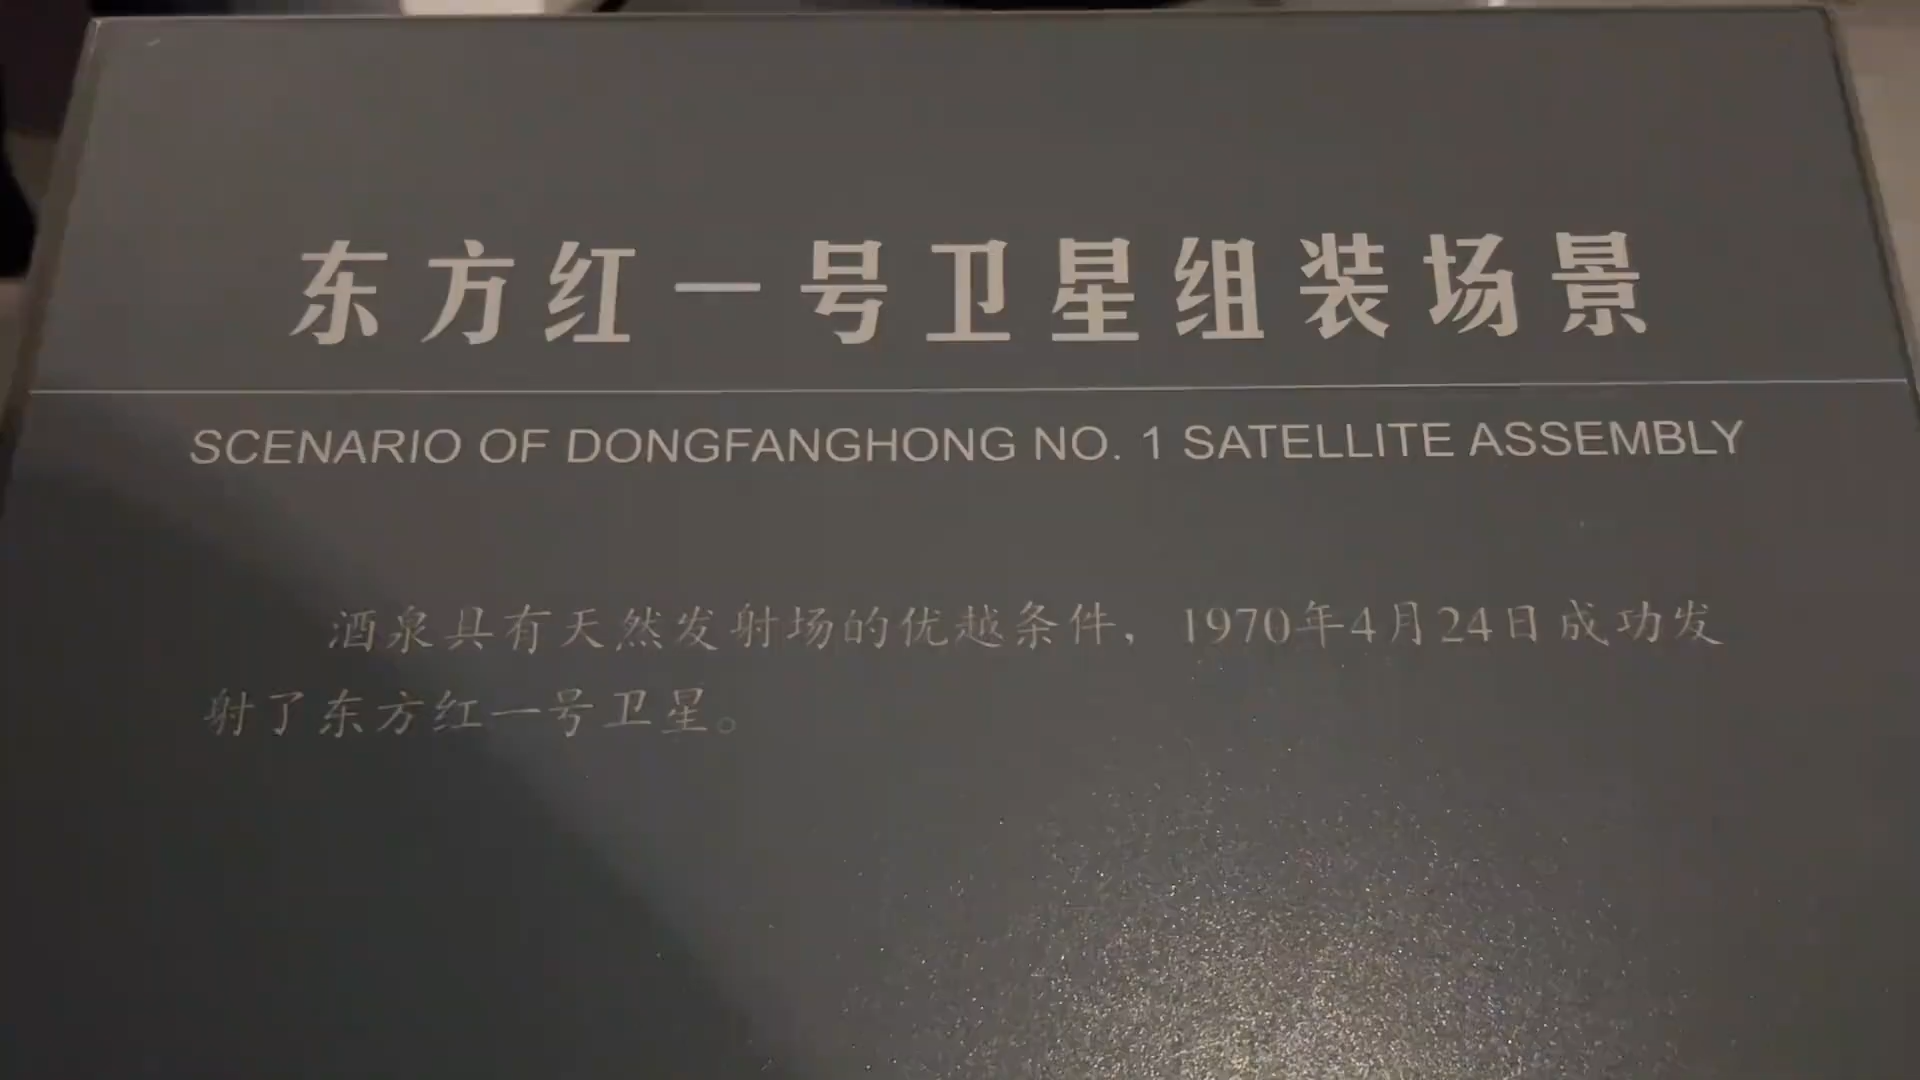 东方红一号卫星组装场景
SCENARIO OF DONGFANGHONG NO. 1 SATELLITE ASSEMBLY
酒泉具有天然发射场的优越条件，1970年4月24日成功发
射了东方红一号卫星。